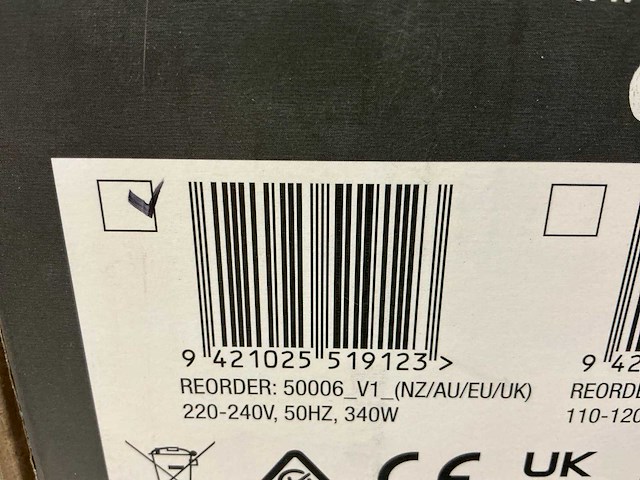 9 421025 519123 >
REORDER: 50006_V1_(NZ/AU/EU/UK)
220-240V, 50HZ, 340W
9 42
REORDE
110-120
CE
UK